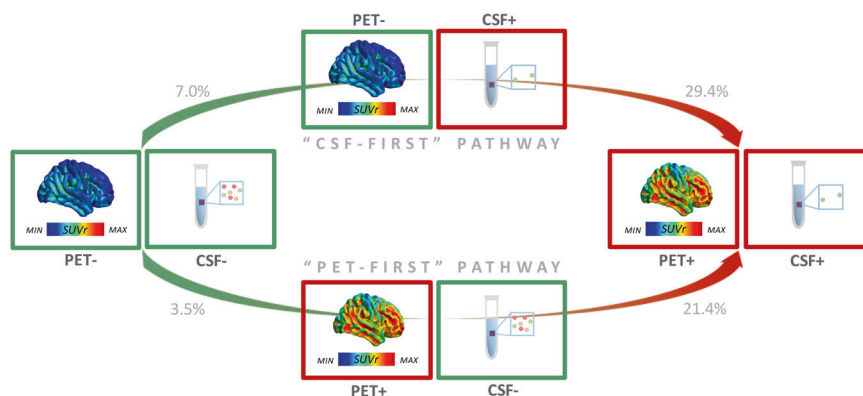 PET-
CSF+
7.0%
29.4%
MIN SUVr MAX
"CSF-FIRST" PATHWAY
MIN SUVr MAX
PET-
CSF-
MIN SUVr MAX
PET+
CSF+
"PET-FIRST" PATHWAY
3.5%
21.4%
MIN SUVr MAX
PET+
CSF-